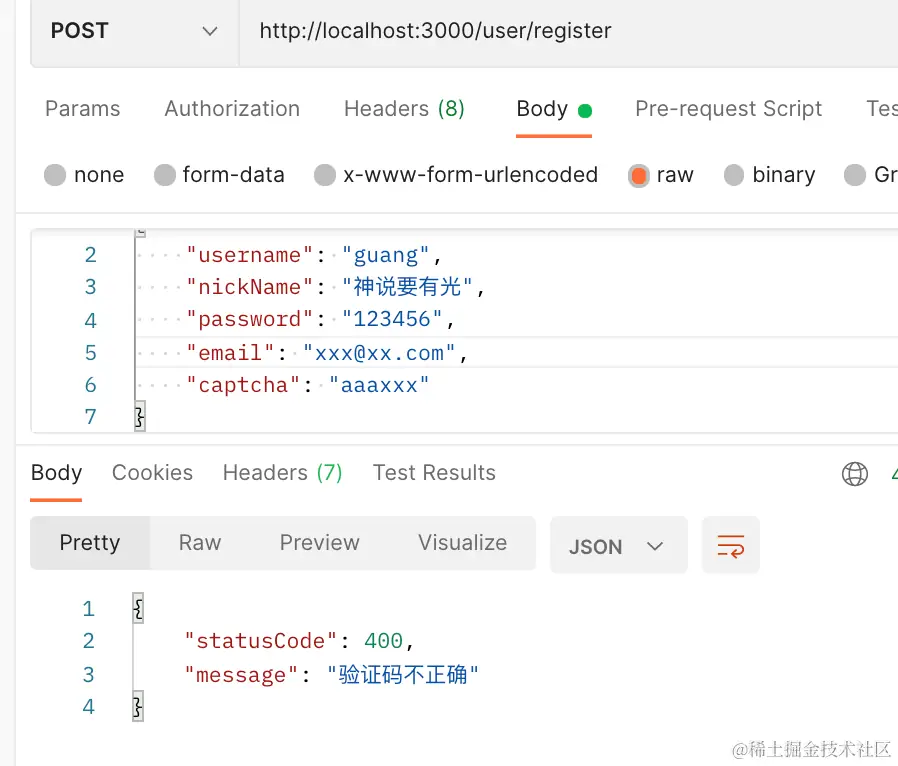 POST http://localhost:3000/user/register
Params Authorization Headers (8) Body Pre-request Script Tes
none form-data x-www-form-urlencoded raw binary Gr
2 "username": "guang",
3 "nickName": "神说要有光",
4 "password": "123456",
5 "email": "xxx@xx.com",
6 "captcha": "aaaxxx"
7 }
Body Cookies Headers (7) Test Results 4
Pretty Raw Preview Visualize JSON
1 {
2 "statusCode": 400,
3 "message": "验证码不正确"
4 }
@稀土掘金技术社区